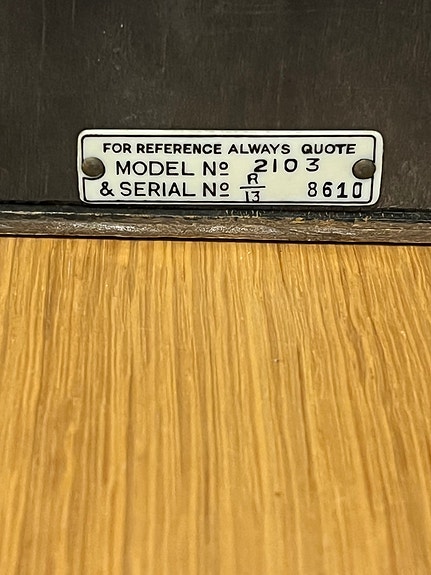 FOR REFERENCE ALWAYS QUOTE
MODEL Nº 2103
& SERIAL Nº R/13 8610